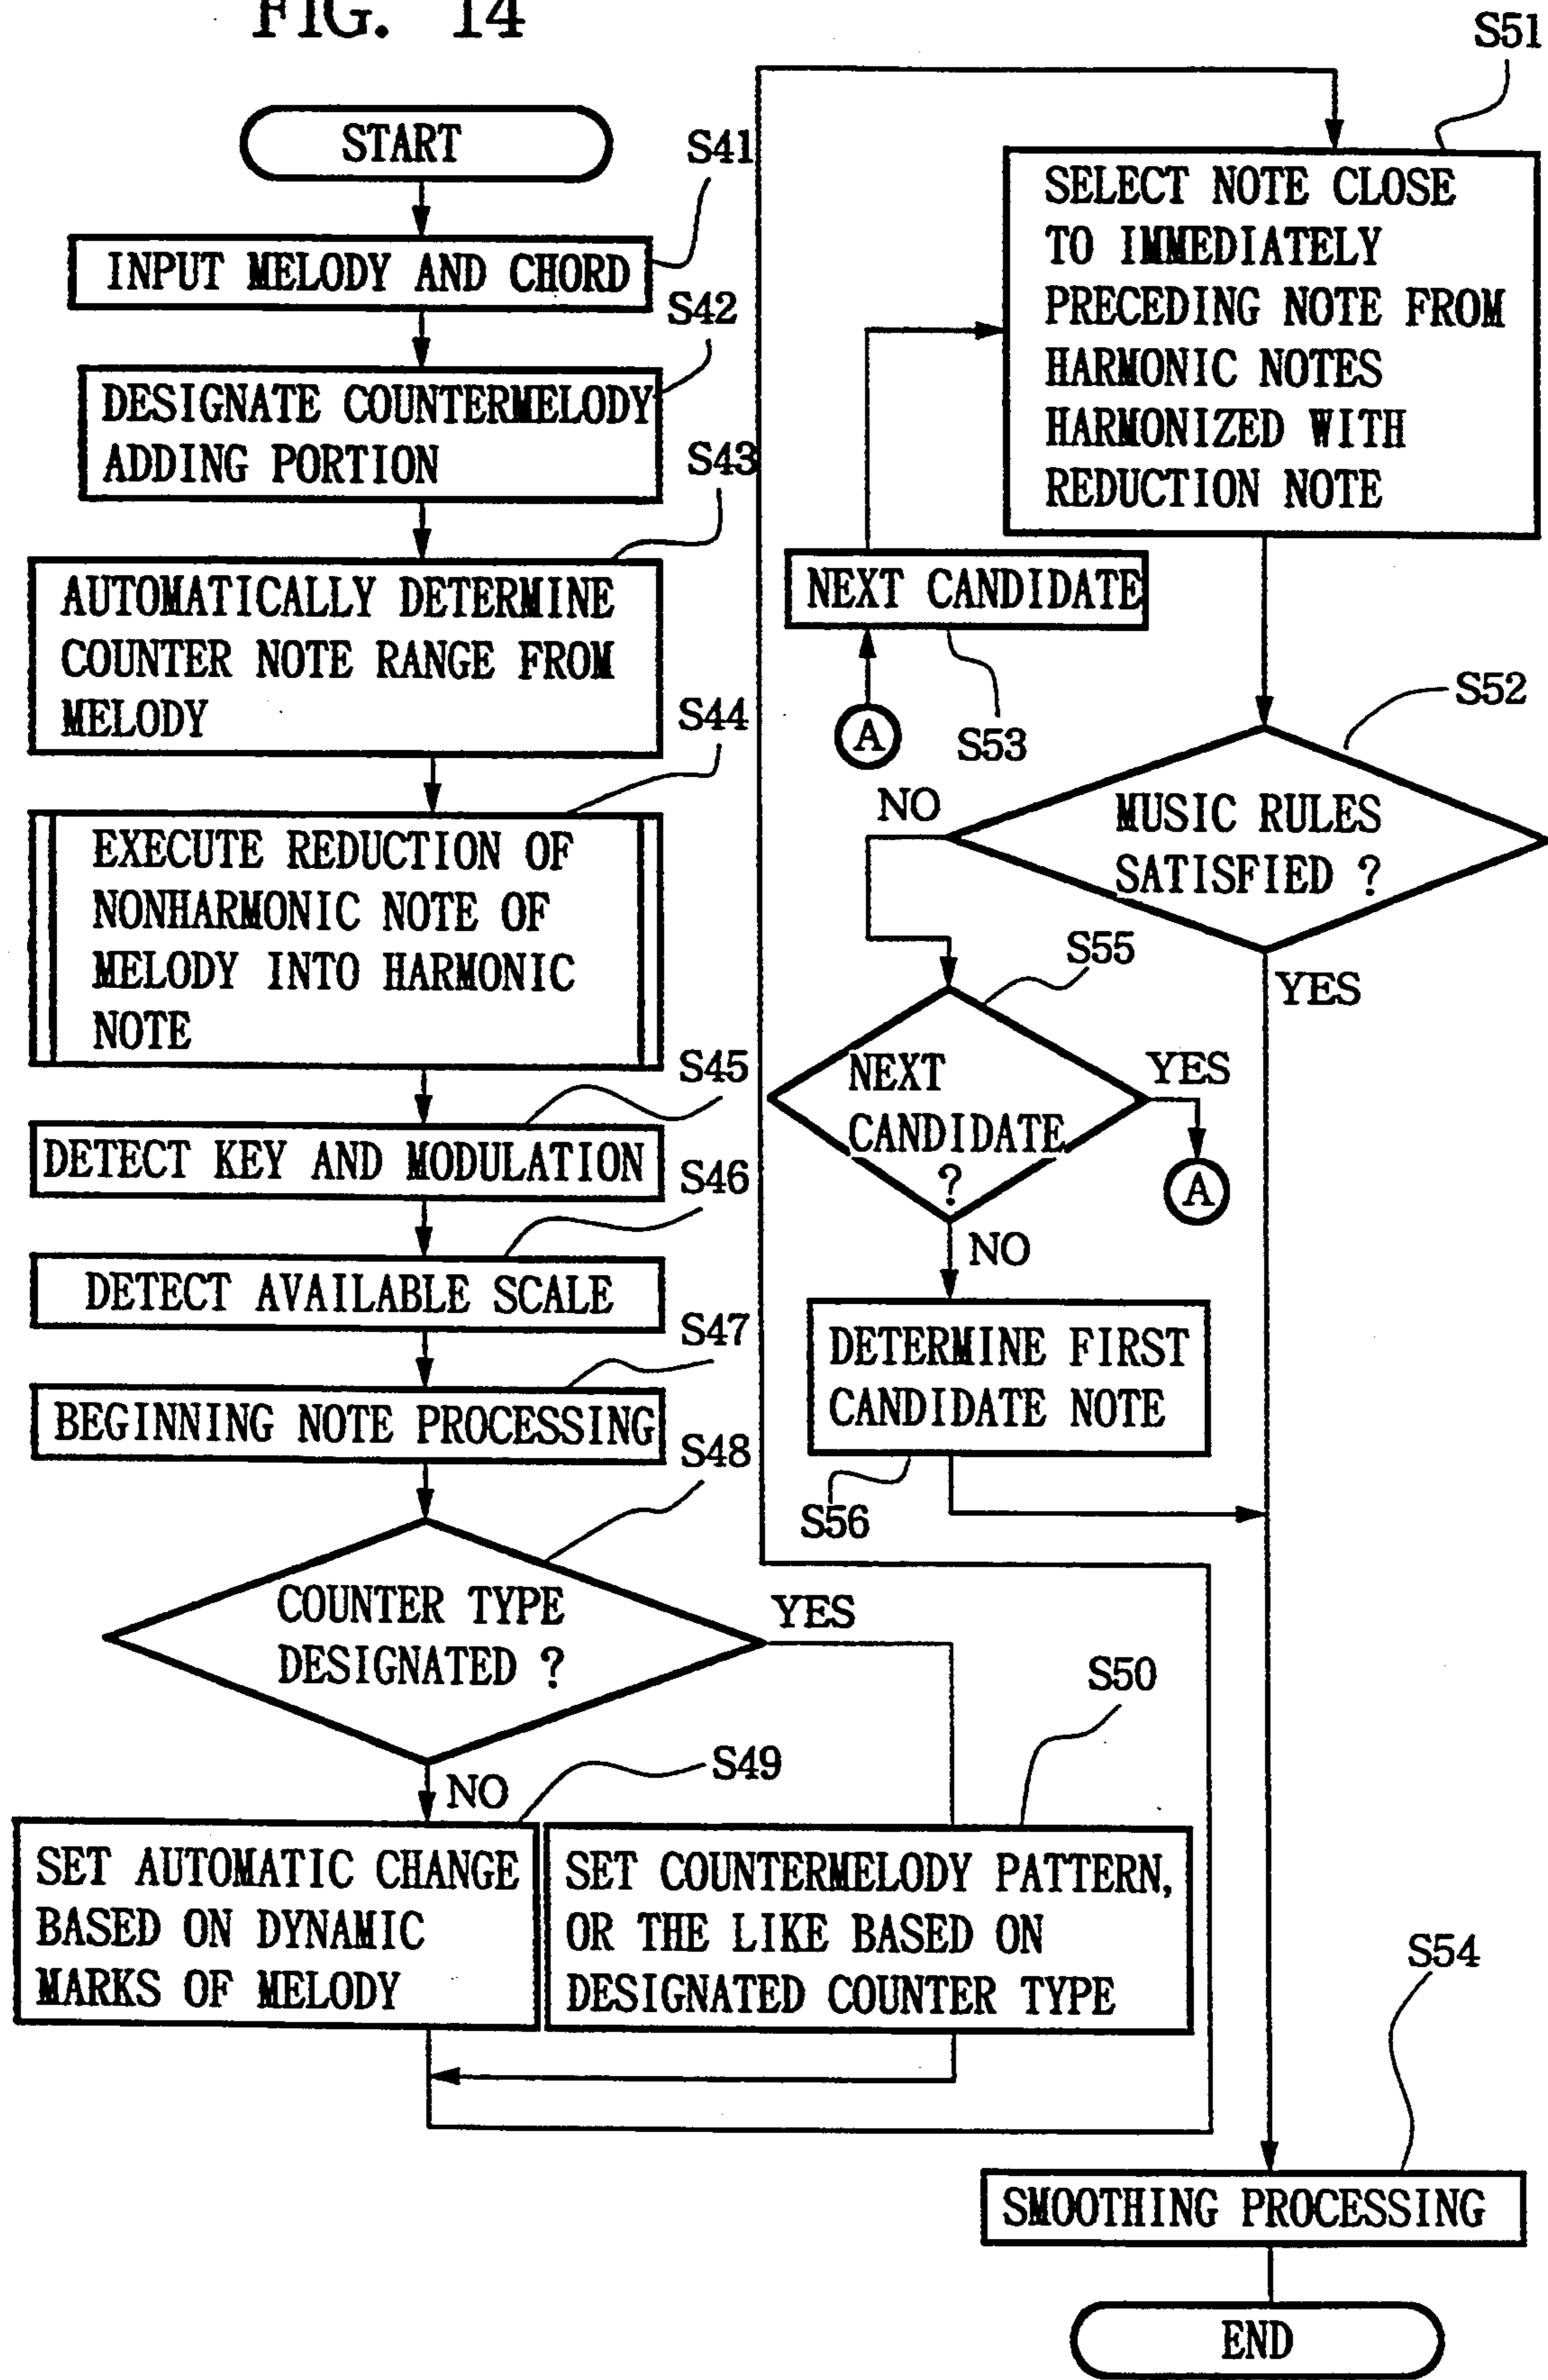 FIG. 14
START
S41
INPUT MELODY AND CHORD
S42
DESIGNATE COUNTERMELODY
ADDING PORTION
S43
AUTOMATICALLY DETERMINE
COUNTER NOTE RANGE FROM
MELODY
S44
EXECUTE REDUCTION OF
NONHARMONIC NOTE OF
MELODY INTO HARMONIC
NOTE
S45
DETECT KEY AND MODULATION
S46
DETECT AVAILABLE SCALE
S47
BEGINNING NOTE PROCESSING
S48
COUNTER TYPE
DESIGNATED ?
YES
NO
S49
SET AUTOMATIC CHANGE
BASED ON DYNAMIC
MARKS OF MELODY
S50
SET COUNTERMELODY PATTERN,
OR THE LIKE BASED ON
DESIGNATED COUNTER TYPE
S51
SELECT NOTE CLOSE
TO IMMEDIATELY
PRECEDING NOTE FROM
HARMONIC NOTES
HARMONIZED WITH
REDUCTION NOTE
NEXT CANDIDATE
A
S53
S52
MUSIC RULES
SATISFIED ?
NO
YES
S55
NEXT
CANDIDATE
?
YES
A
NO
DETERMINE FIRST
CANDIDATE NOTE
S56
S54
SMOOTHING PROCESSING
END